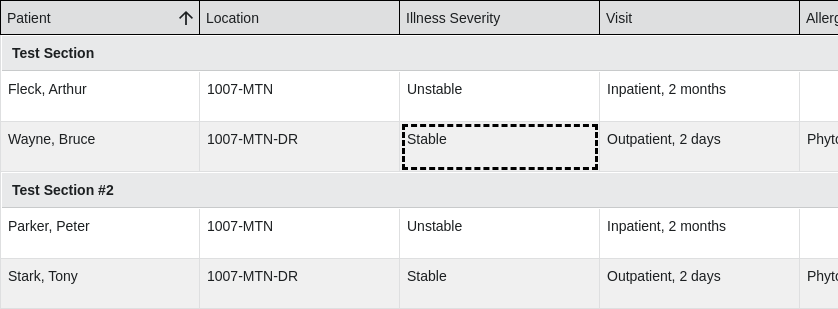 Patient Location Illness Severity Visit Allerg
Test Section
Fleck, Arthur 1007-MTN Unstable Inpatient, 2 months
Wayne, Bruce 1007-MTN-DR Stable Outpatient, 2 days Phyto
Test Section #2
Parker, Peter 1007-MTN Unstable Inpatient, 2 months
Stark, Tony 1007-MTN-DR Stable Outpatient, 2 days Phyto